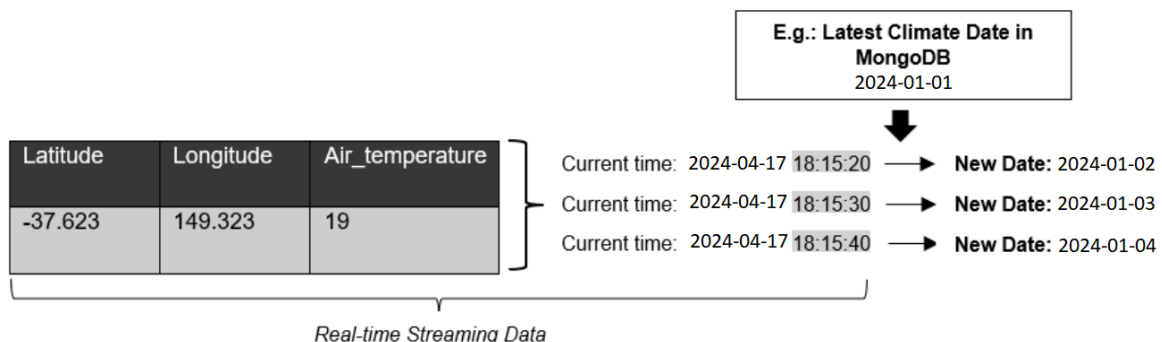 E.g.: Latest Climate Date in
MongoDB
2024-01-01
Latitude Longitude Air_temperature
-37.623 149.323 19
Current time: 2024-04-17 18:15:20 New Date: 2024-01-02
Current time: 2024-04-17 18:15:30 New Date: 2024-01-03
Current time: 2024-04-17 18:15:40 New Date: 2024-01-04
Real-time Streaming Data